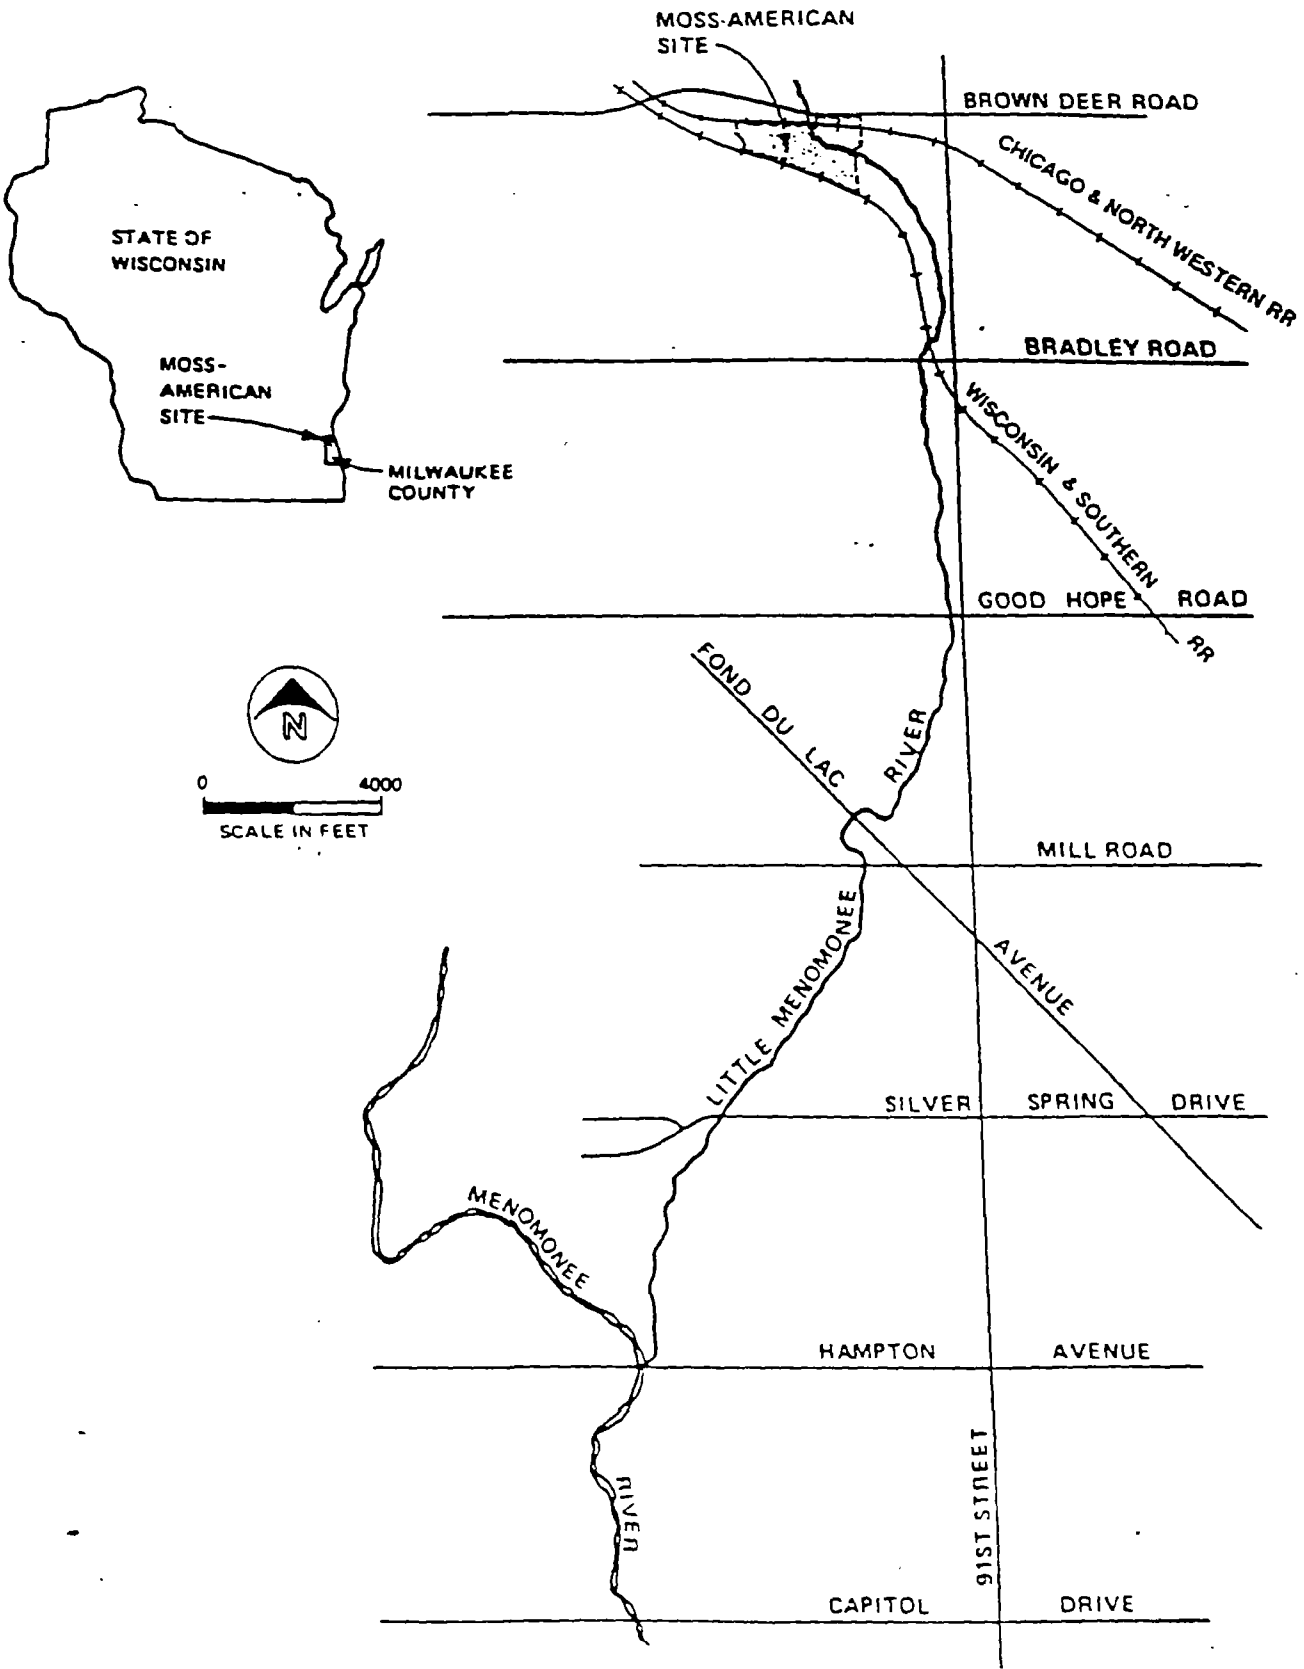 MOSS-AMERICAN
SITE
BROWN DEER ROAD
CHICAGO & NORTH WESTERN RR
STATE OF
WISCONSIN
BRADLEY ROAD
MOSS-
AMERICAN
SITE
MILWAUKEE
COUNTY
WISCONSIN & SOUTHERN RR
GOOD HOPE ROAD
FOND DU LAC AVENUE
N
0 4000
SCALE IN FEET
MILL ROAD
LITTLE MENOMONEE RIVER
SILVER SPRING DRIVE
MENOMONEE RIVER
HAMPTON AVENUE
91ST STREET
CAPITOL DRIVE